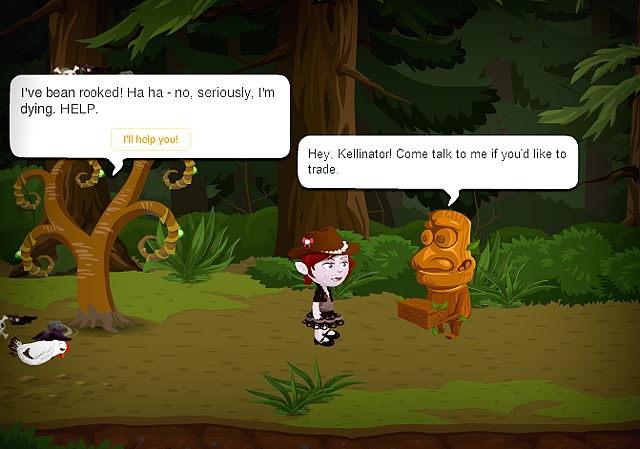 I've bean rooked! Ha ha - no, seriously, I'm
dying. HELP.
I'll help you!
Hey, Kellinator! Come talk to me if you'd like to
trade.